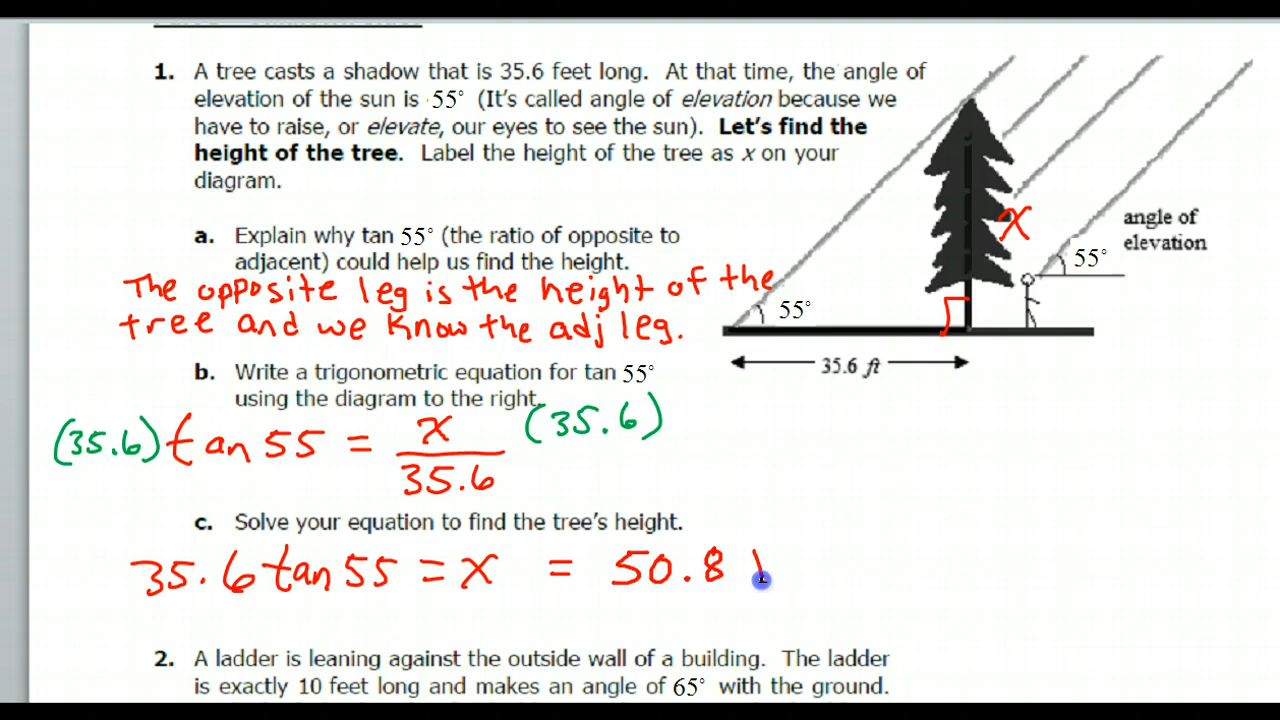 1. A tree casts a shadow that is 35.6 feet long. At that time, the angle of
elevation of the sun is 55° (It's called angle of elevation because we
have to raise, or elevate, our eyes to see the sun). Let's find the
height of the tree. Label the height of the tree as x on your
diagram.
a. Explain why tan 55° (the ratio of opposite to
adjacent) could help us find the height.
The opposite leg is the height of the
tree and we know the adj leg.
b. Write a trigonometric equation for tan 55°
using the diagram to the right.
(35.6) tan 55 = x / 35.6 (35.6)
c. Solve your equation to find the tree's height.
35.6 tan 55 = x = 50.8
x
angle of
elevation
55°
55°
35.6 ft
2. A ladder is leaning against the outside wall of a building. The ladder
is exactly 10 feet long and makes an angle of 65° with the ground.